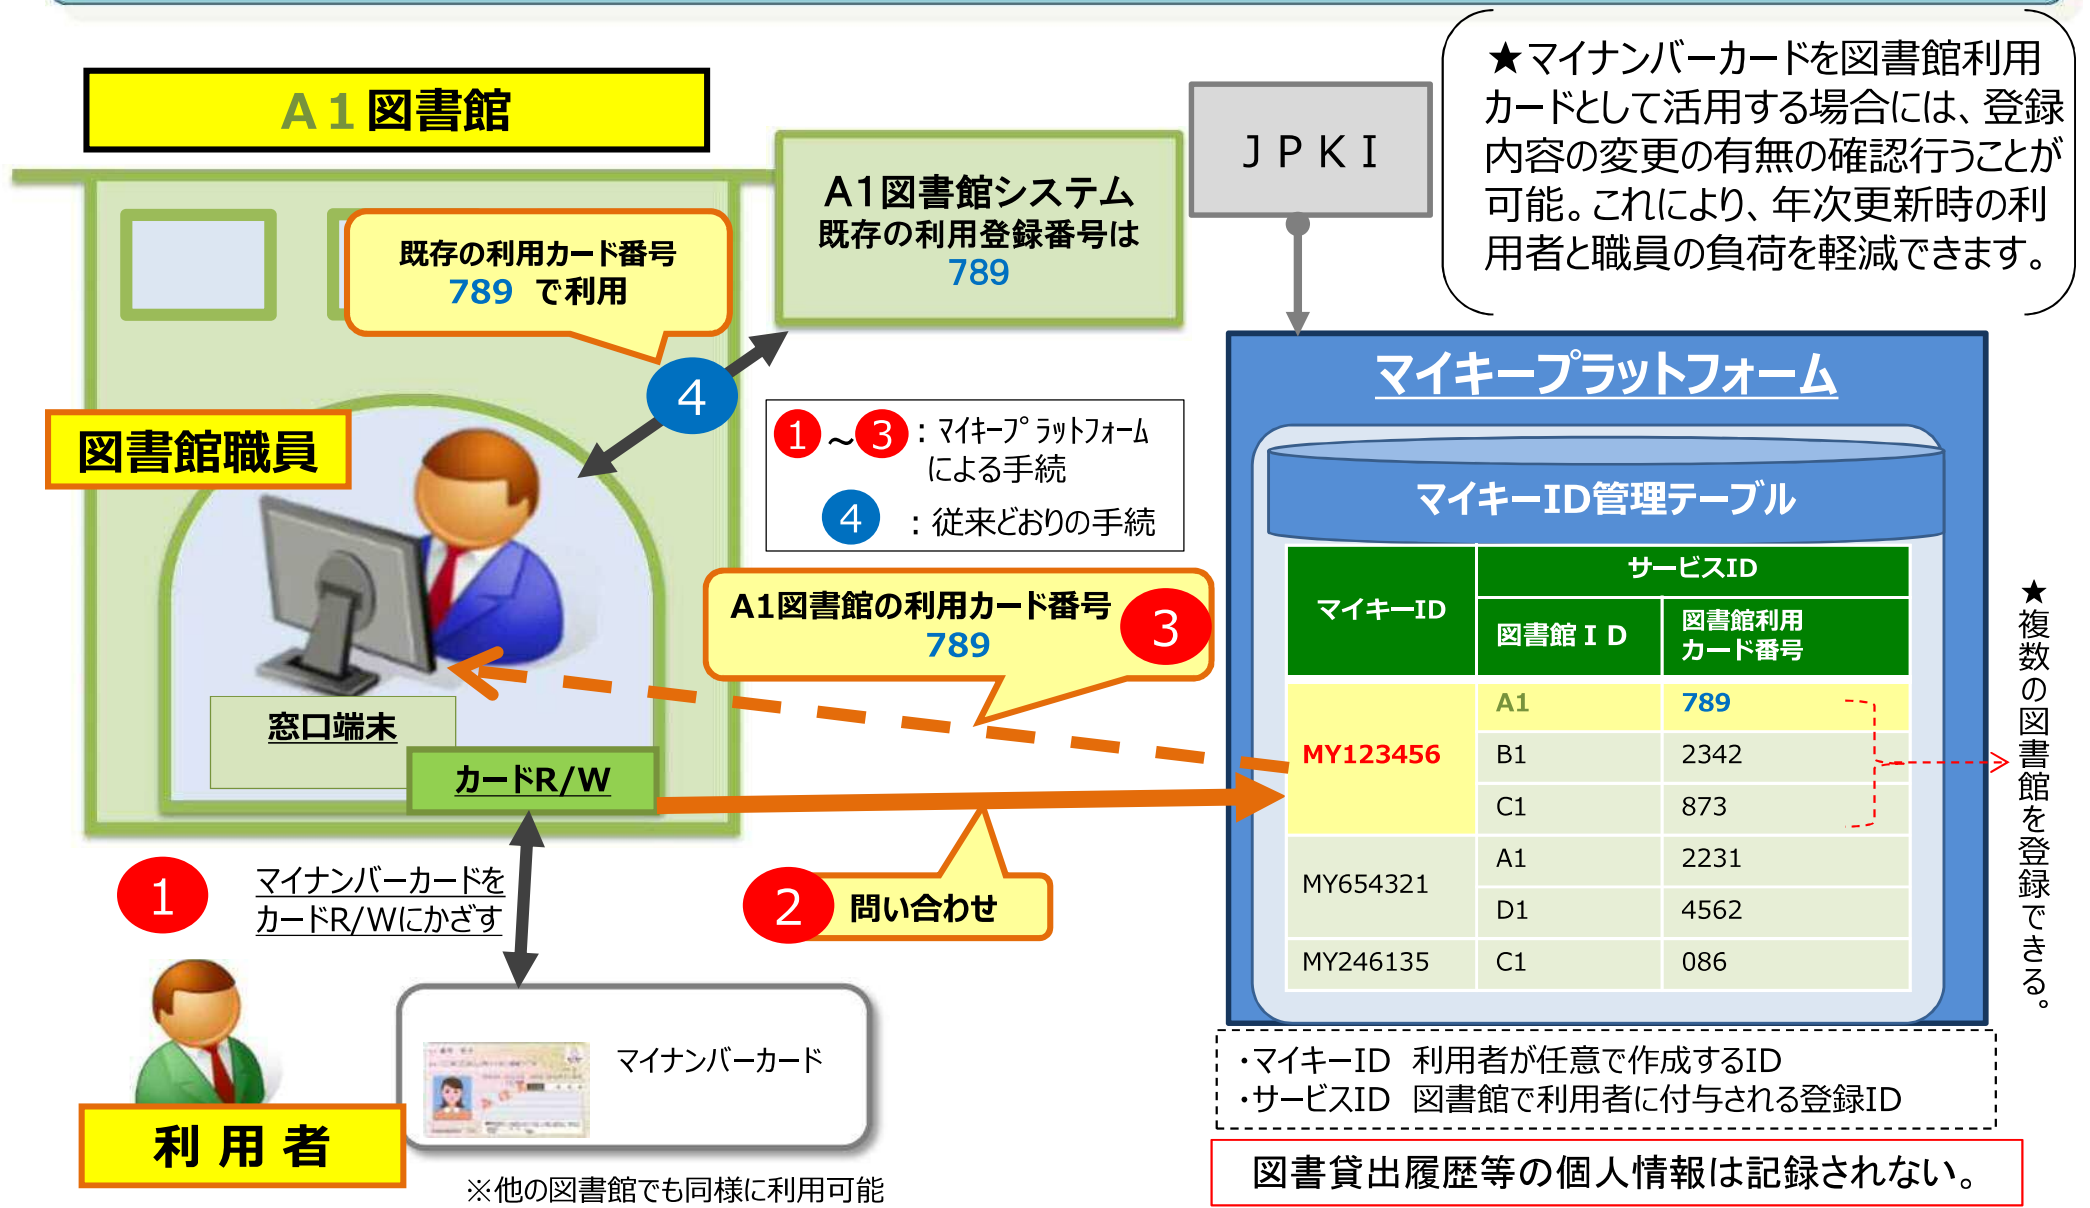 A１図書館
★マイナンバーカードを図書館利用
カードとして活用する場合には、登録
内容の変更の有無の確認行うことが
可能。これにより、年次更新時の利
用者と職員の負荷を軽減できます。
ＪＰＫＩ
A1図書館システム
既存の利用登録番号は
789
既存の利用カード番号
789 で利用
4
図書館職員
1～3：ﾏｲｷｰﾌﾟﾗｯﾄﾌｫｰﾑ
による手続
4：従来どおりの手続
マイキープラットフォーム
マイキーID管理テーブル
マイキーID
サービスID
図書館ＩＤ
図書館利用
カード番号
MY123456
A1 789
B1 2342
C1 873
MY654321
A1 2231
D1 4562
MY246135 C1 086
★複数の図書館を登録できる。
A1図書館の利用カード番号
789
3
窓口端末
カードR/W
1
マイナンバーカードを
カードR/Wにかざす
2
問い合わせ
マイナンバーカード
利用者
※他の図書館でも同様に利用可能
・マイキーID 利用者が任意で作成するID
・サービスID 図書館で利用者に付与される登録ID
図書貸出履歴等の個人情報は記録されない。